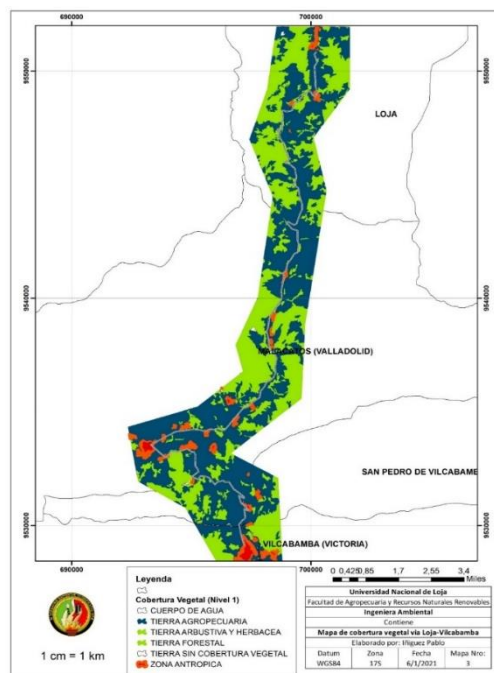 690000
700000
9550000
9550000
LOJA
9540000
9540000
MALACATOS (VALLADOLID)
SAN PEDRO DE VILCABAME
9530000
9530000
VILCABAMBA (VICTORIA)
690000
700000
Leyenda
Cobertura Vegetal (Nivel 1)
CUERPO DE AGUA
TIERRA AGROPECUARIA
TIERRA ARBUSTIVA Y HERBACEA
TIERRA FORESTAL
TIERRA SIN COBERTURA VEGETAL
ZONA ANTROPICA
1 cm = 1 km
0 0,425 0,85 1,7 2,55 3,4
Miles
Universidad Nacional de Loja
Facultad de Agropecuaria y Recursos Naturales Renovables
Ingeniera Ambiental
Contiene
Mapa de cobertura vegetal via Loja-Vilcabamba
Elaborado por: Iñiguez Pablo
Datum Zona Fecha Mapa Nro:
WGS84 17S 6/1/2021 3